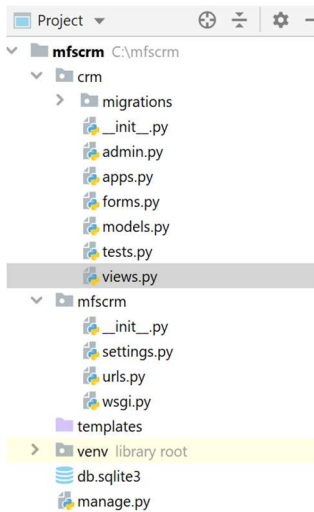 Project
mfscrm C:\mfscrm
crm
migrations
__init__.py
admin.py
apps.py
forms.py
models.py
tests.py
views.py
mfscrm
__init__.py
settings.py
urls.py
wsgi.py
templates
venv library root
db.sqlite3
manage.py